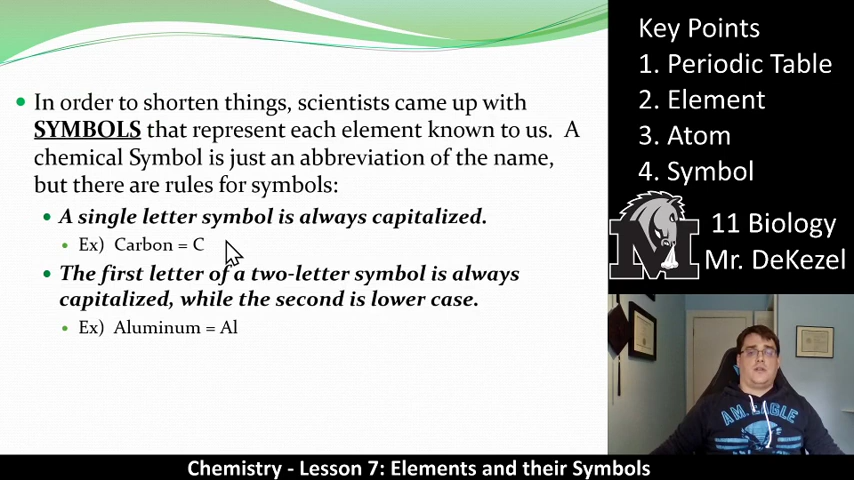 In order to shorten things, scientists came up with
SYMBOLS that represent each element known to us. A
chemical Symbol is just an abbreviation of the name,
but there are rules for symbols:
A single letter symbol is always capitalized.
Ex) Carbon = C
The first letter of a two-letter symbol is always
capitalized, while the second is lower case.
Ex) Aluminum = Al
Key Points
1. Periodic Table
2. Element
3. Atom
4. Symbol
M
11 Biology
Mr. DeKezel
AM. EAGLE
Chemistry - Lesson 7: Elements and their Symbols